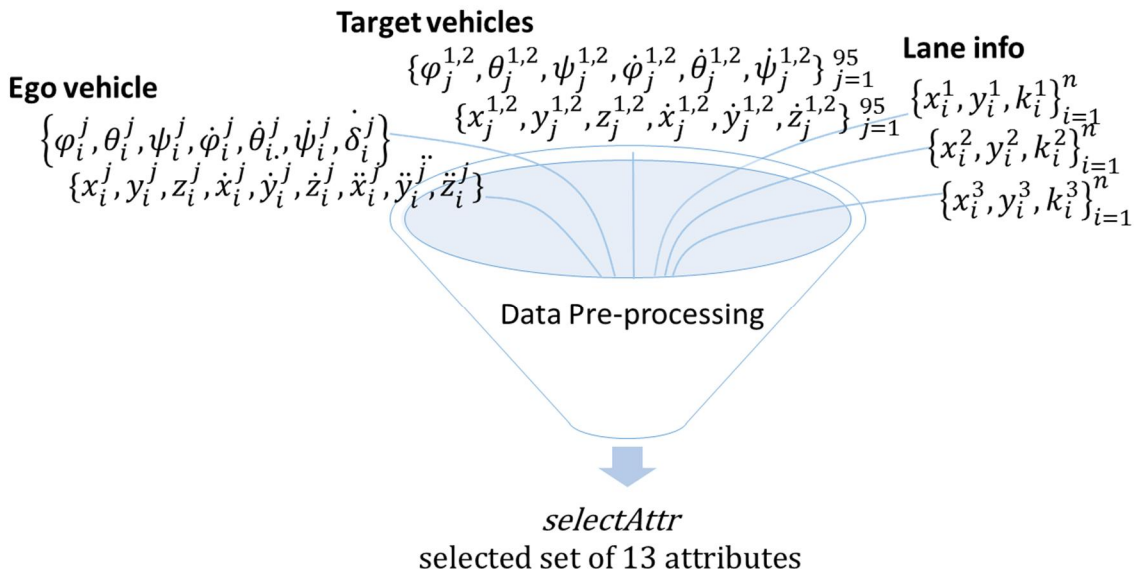 Target vehicles
{φ_j^{1,2}, θ_j^{1,2}, ψ_j^{1,2}, φ̇_j^{1,2}, θ̇_j^{1,2}, ψ̇_j^{1,2}}_{j=1}^{95}
{x_j^{1,2}, y_j^{1,2}, z_j^{1,2}, ẋ_j^{1,2}, ẏ_j^{1,2}, ż_j^{1,2}}_{j=1}^{95}
Ego vehicle
{φ_i^j, θ_i^j, ψ_i^j, φ̇_i^j, θ̇_i^j, ψ̇_i^j, δ̇_i^j}
{x_i^j, y_i^j, z_i^j, ẋ_i^j, ẏ_i^j, ż_i^j, ẍ_i^j, ÿ_i^j, z̈_i^j}
Lane info
{x_i^1, y_i^1, k_i^1}_{i=1}^n
{x_i^2, y_i^2, k_i^2}_{i=1}^n
{x_i^3, y_i^3, k_i^3}_{i=1}^n
Data Pre-processing
selectAttr
selected set of 13 attributes